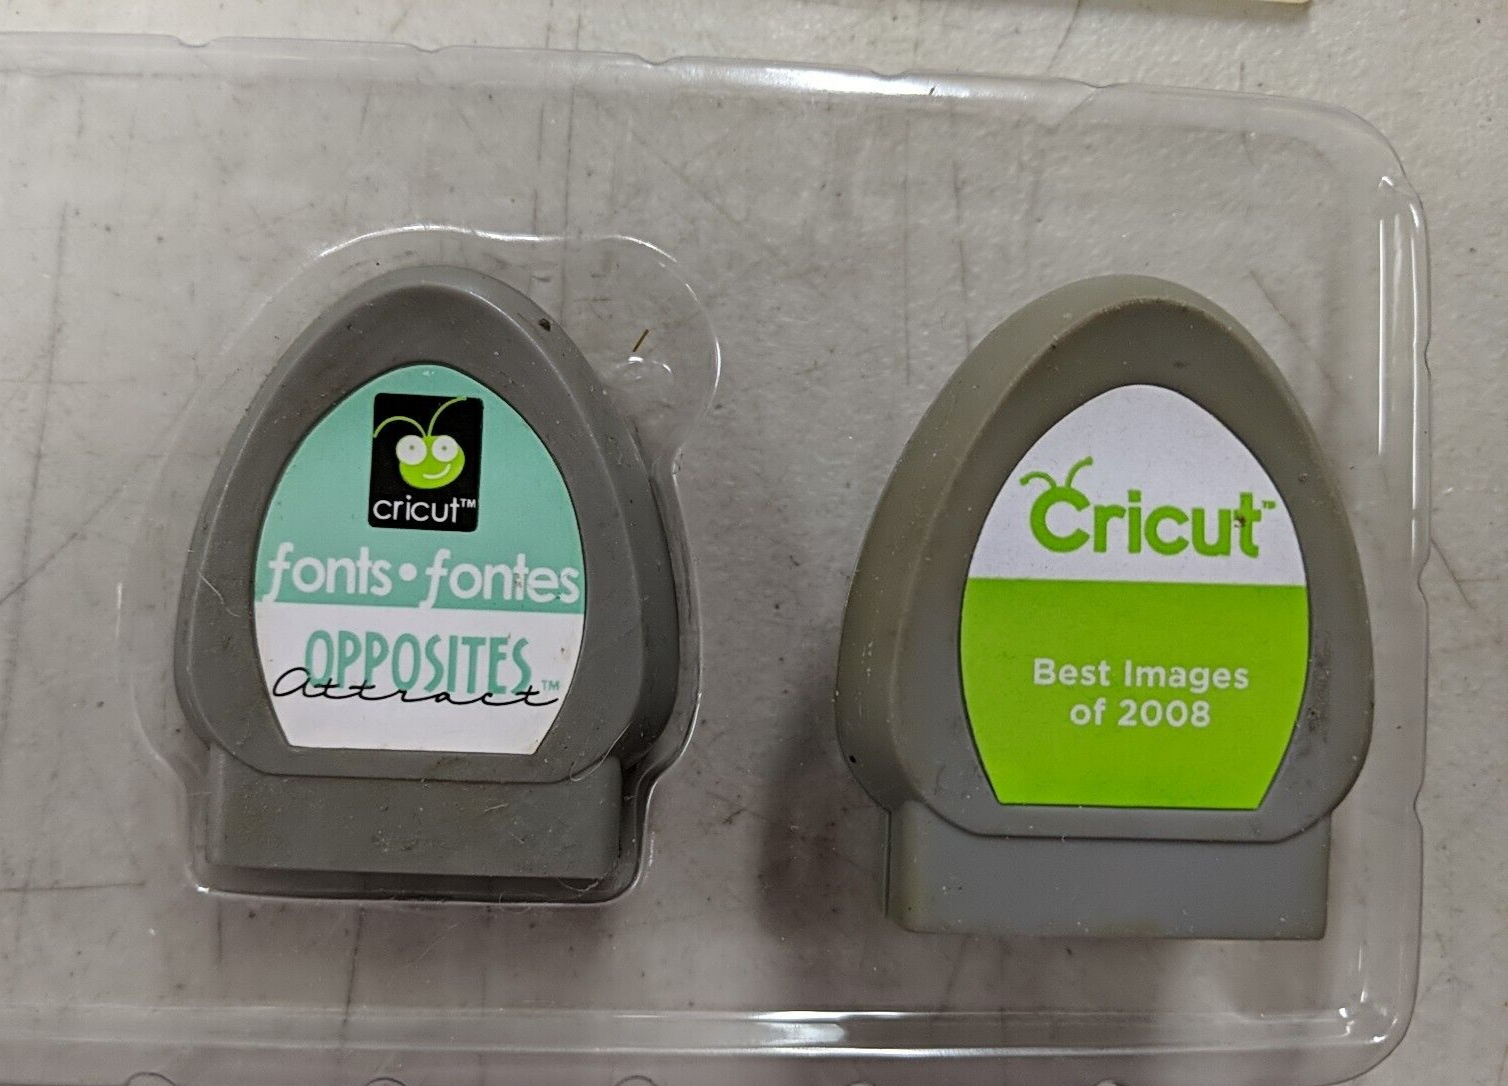 cricut™
fonts•fontes
OPPOSITES
attract™
Cricut™
Best Images
of 2008